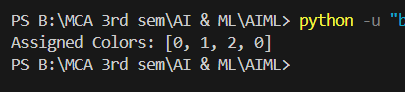 PS B:\MCA 3rd sem\AI & ML\AIML> python -u "b
Assigned Colors: [0, 1, 2, 0]
PS B:\MCA 3rd sem\AI & ML\AIML>